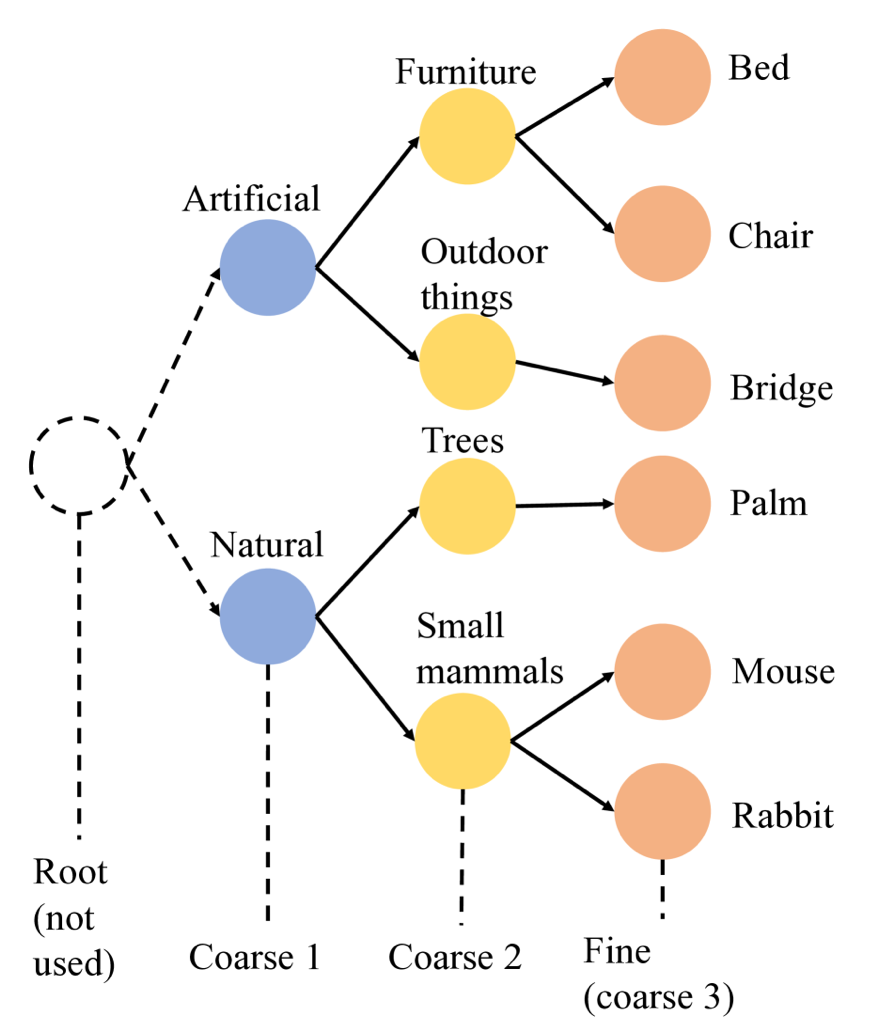 Furniture
Bed
Artificial
Chair
Outdoor
things
Bridge
Trees
Palm
Natural
Small
mammals
Mouse
Rabbit
Root
(not
used)
Coarse 1
Coarse 2
Fine
(coarse 3)